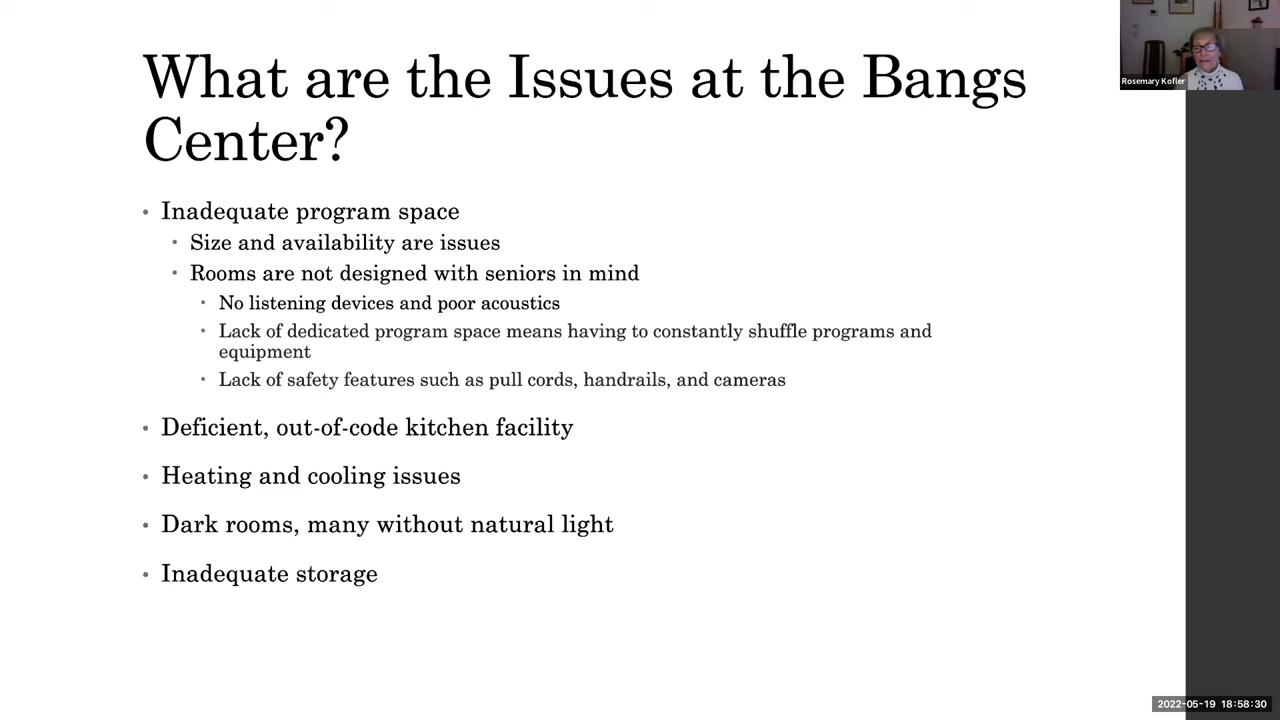 What are the Issues at the Bangs
Center?
Rosemary Kofler
• Inadequate program space
• Size and availability are issues
• Rooms are not designed with seniors in mind
• No listening devices and poor acoustics
• Lack of dedicated program space means having to constantly shuffle programs and
equipment
• Lack of safety features such as pull cords, handrails, and cameras
• Deficient, out-of-code kitchen facility
• Heating and cooling issues
• Dark rooms, many without natural light
• Inadequate storage
2022-05-19 18:58:30